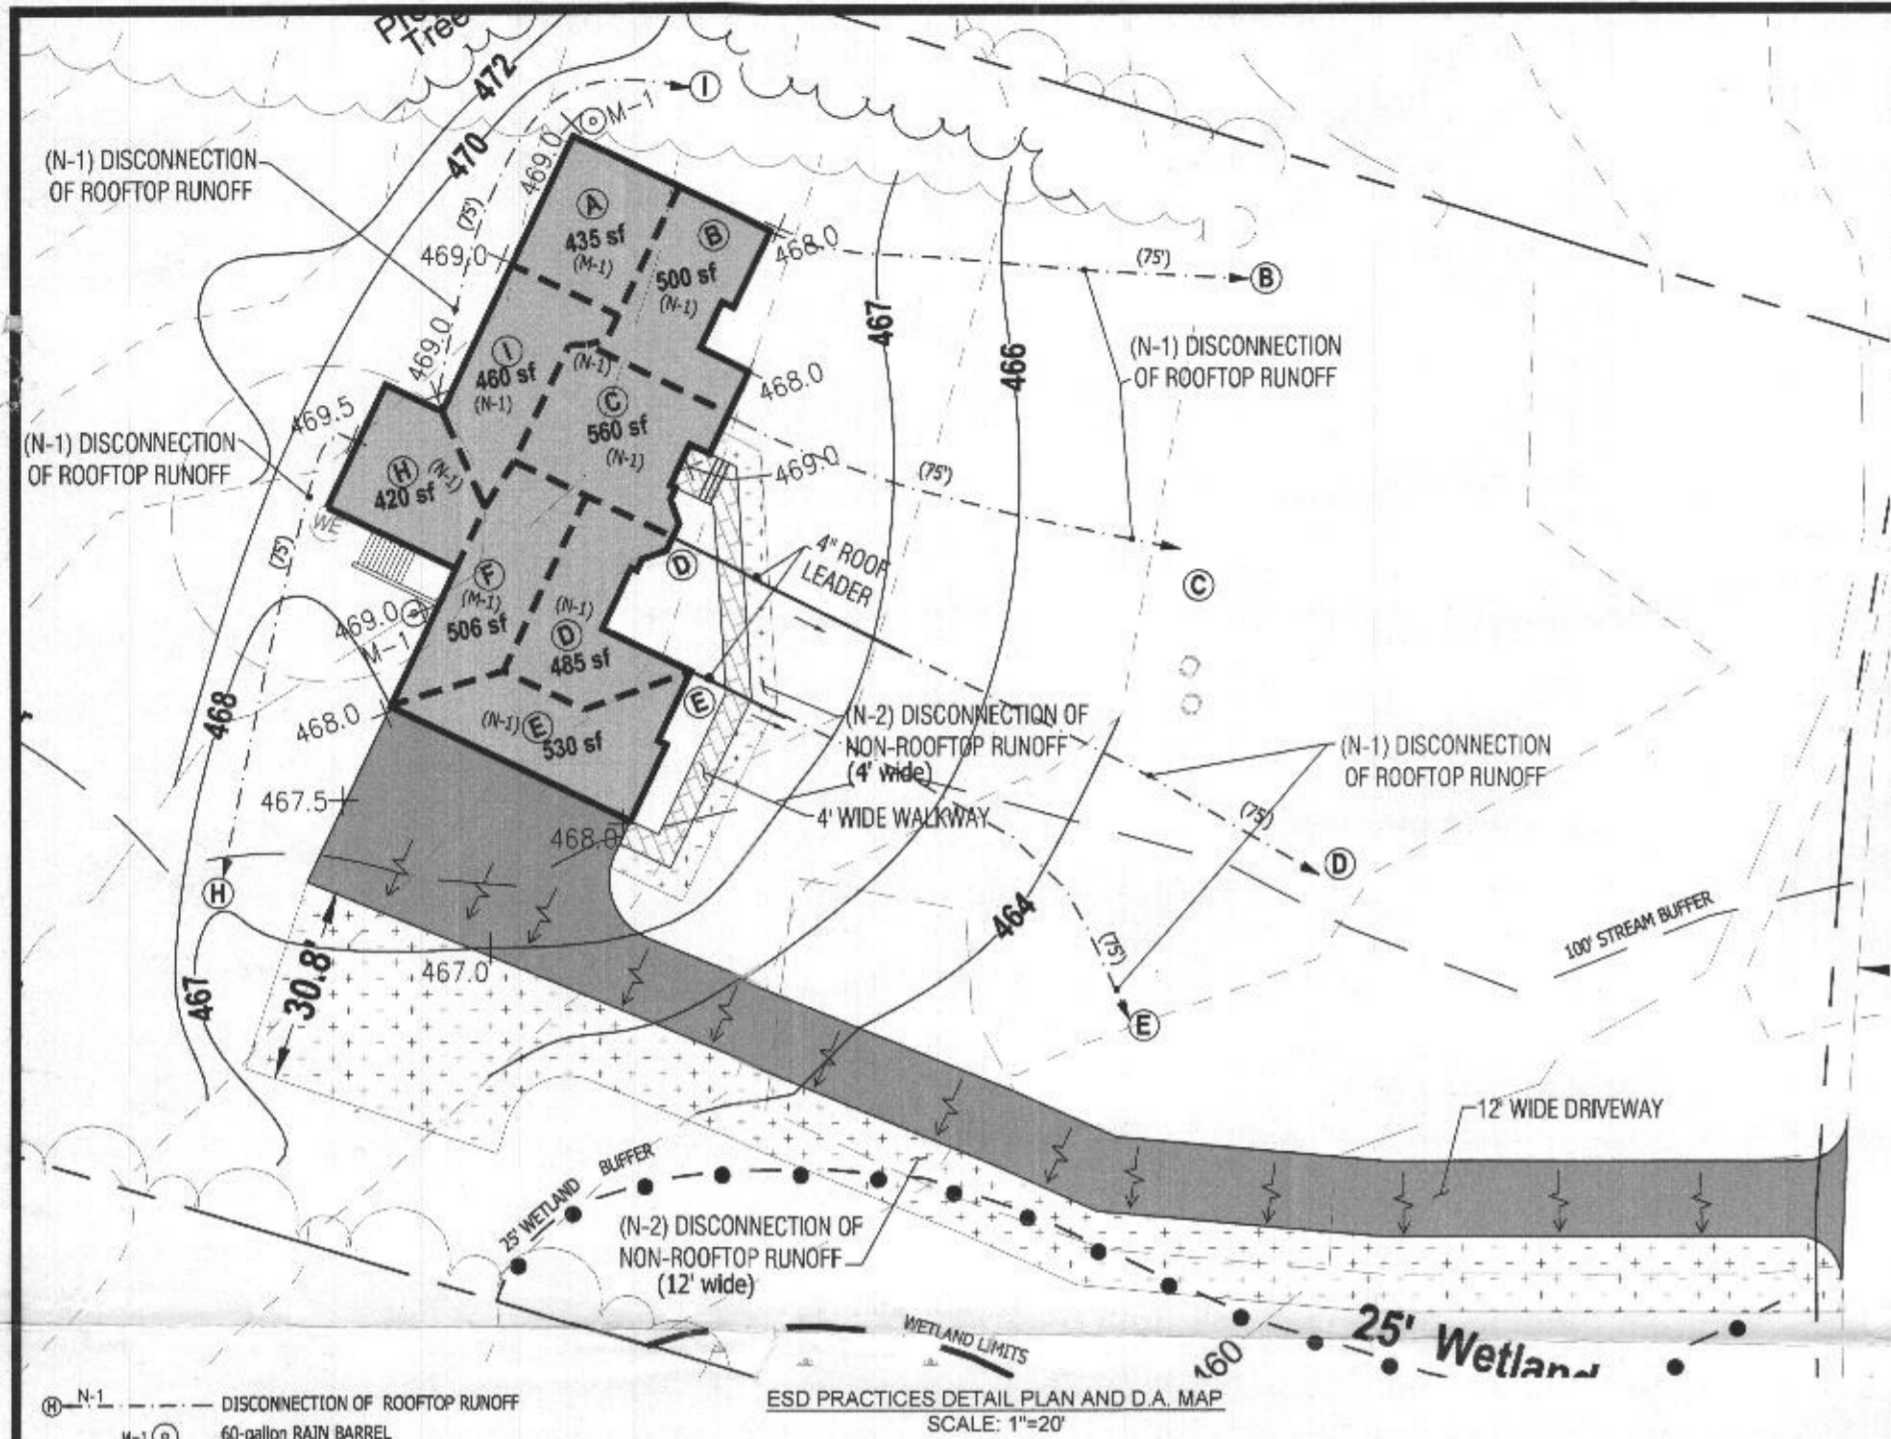 Tree
472
470
I
M-1
469.0
(N-1) DISCONNECTION
OF ROOFTOP RUNOFF
(75')
A
435 sf
(M-1)
B
500 sf
(N-1)
468.0
(75')
B
469.0
467
466
469.0
I
460 sf
(N-1)
(N-1)
C
560 sf
(N-1)
468.0
(N-1) DISCONNECTION
OF ROOFTOP RUNOFF
469.5
(N-1) DISCONNECTION
OF ROOFTOP RUNOFF
H
420 sf
(N-1)
469.0
(75')
WE
(75')
F
(M-1)
506 sf
(N-1)
D
485 sf
D
4" ROOF
LEADER
C
469.0
M-1
468
468.0
(N-1)
E
530 sf
E
(N-2) DISCONNECTION OF
NON-ROOFTOP RUNOFF
(4' wide)
(N-1) DISCONNECTION
OF ROOFTOP RUNOFF
467.5
468.0
4' WIDE WALKWAY
(75')
D
H
464
100' STREAM BUFFER
467
30.8'
467.0
(75')
E
12' WIDE DRIVEWAY
25' WETLAND BUFFER
(N-2) DISCONNECTION OF
NON-ROOFTOP RUNOFF
(12' wide)
WETLAND LIMITS
460
25' Wetland
H N-1 DISCONNECTION OF ROOFTOP RUNOFF
M-1 60-gallon RAIN BARREL
ESD PRACTICES DETAIL PLAN AND D.A. MAP
SCALE: 1"=20'